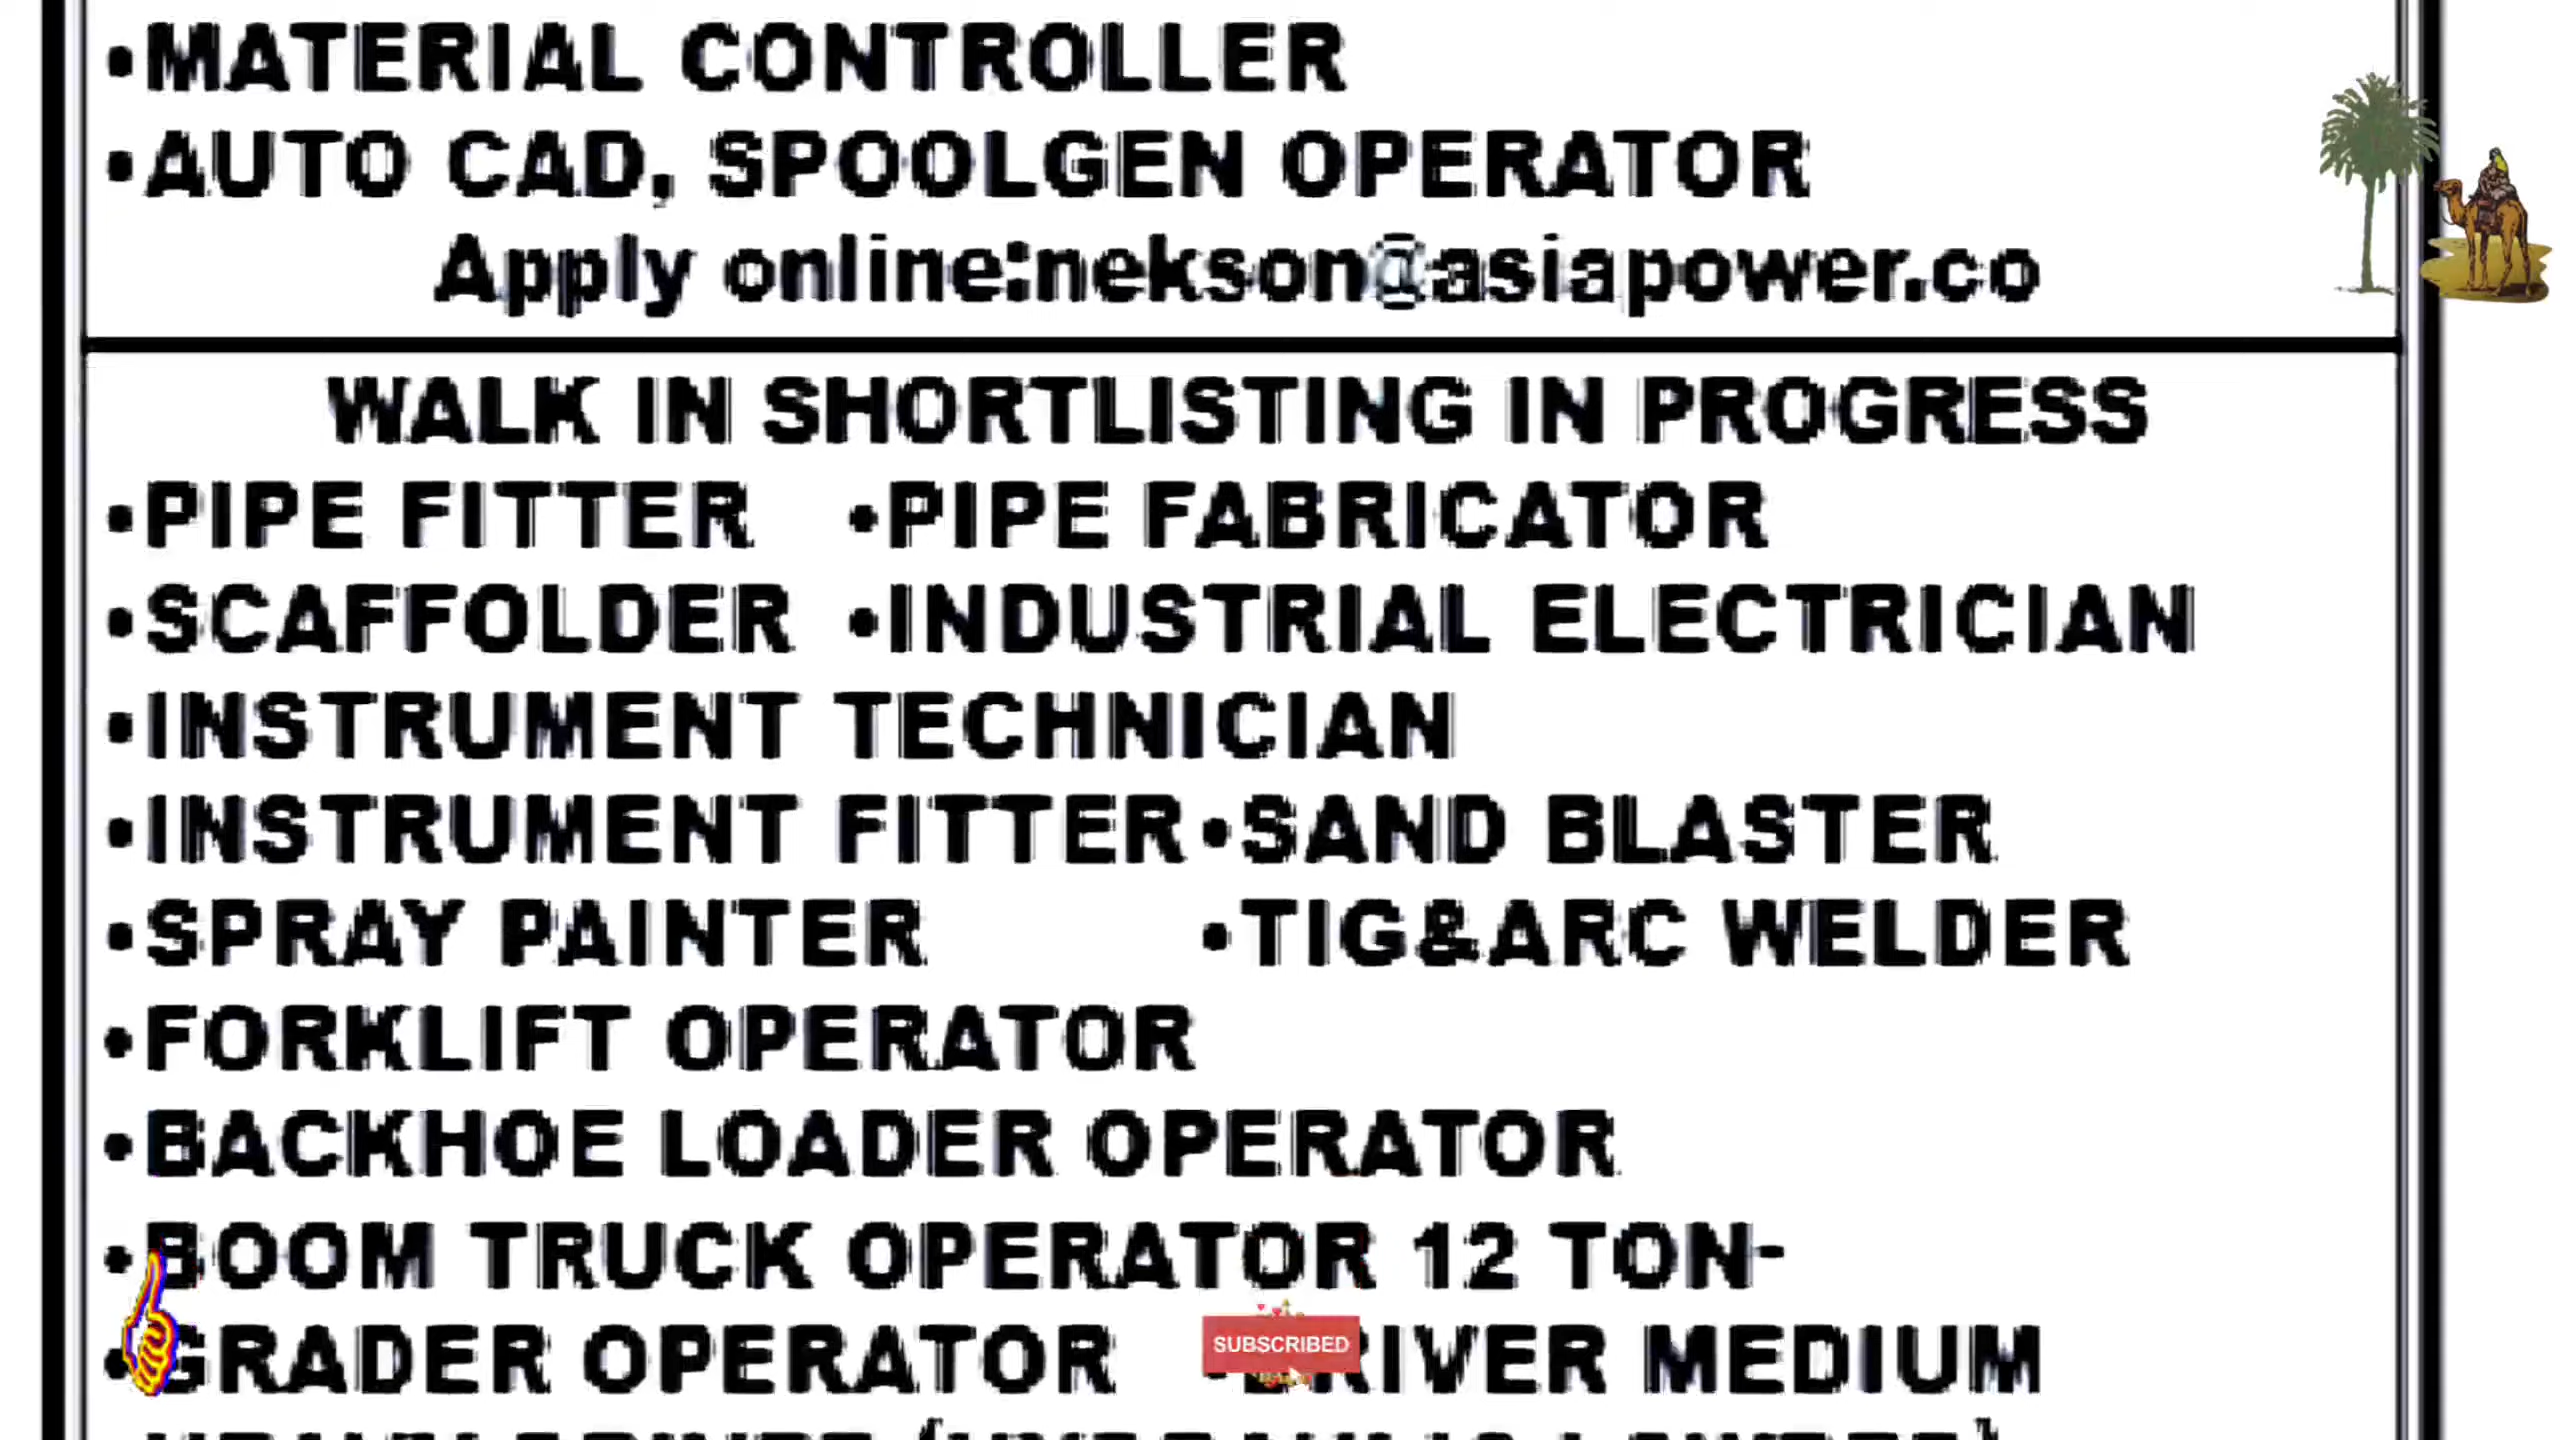 •MATERIAL CONTROLLER
•AUTO CAD, SPOOLGEN OPERATOR
Apply online:nekson@asiapower.co
WALK IN SHORTLISTING IN PROGRESS
•PIPE FITTER •PIPE FABRICATOR
•SCAFFOLDER •INDUSTRIAL ELECTRICIAN
•INSTRUMENT TECHNICIAN
•INSTRUMENT FITTER•SAND BLASTER
•SPRAY PAINTER •TIG&ARC WELDER
•FORKLIFT OPERATOR
•BACKHOE LOADER OPERATOR
•BOOM TRUCK OPERATOR 12 TON-
•GRADER OPERATOR •DRIVER MEDIUM
SUBSCRIBED